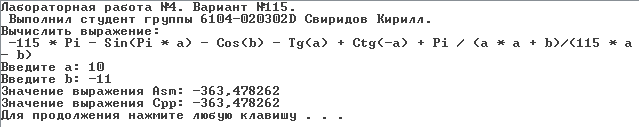 Лабораторная работа №4. Вариант №115.
Выполнил студент группы 6104-020302D Свиридов Кирилл.
Вычислить выражение:
-115 * Pi - Sin(Pi * a) - Cos(b) - Tg(a) + Ctg(-a) + Pi / (a * a + b)/(115 * a
- b)
Введите a: 10
Введите b: -11
Значение выражения Asm: -363,478262
Значение выражения Cpp: -363,478262
Для продолжения нажмите любую клавишу . . .